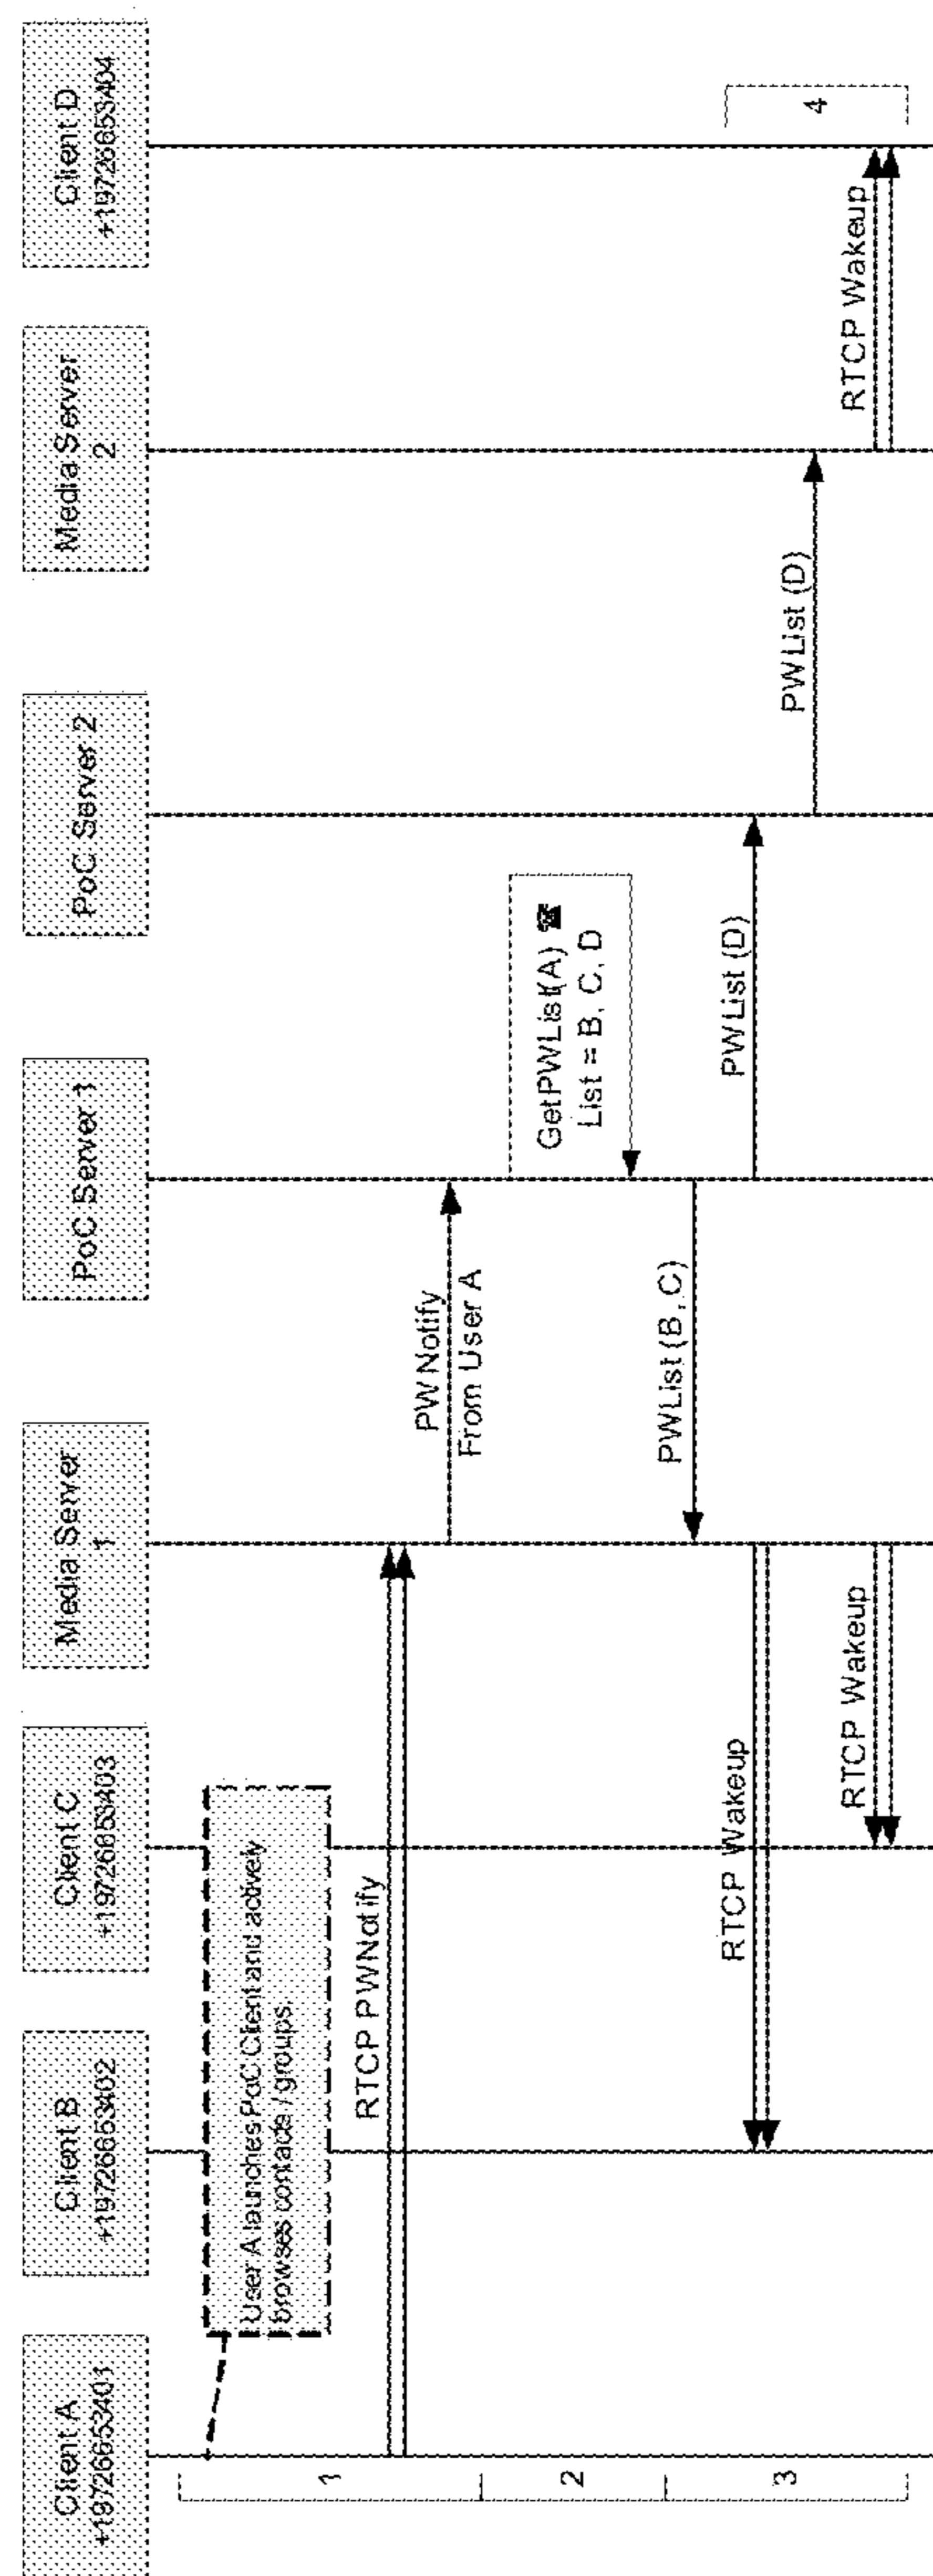 Client A
+19726653401
Client B
+19726653402
Client C
+19726653403
Media Server
1
PoC Server 1
PoC Server 2
Media Server
2
Client D
+19726653404
User A launches PoC Client and actively
browses contacts / groups.
RTCP PWNotify
PW Notify
From User A
1
GetPWList(A)
List = B, C, D
2
PWList (B, C)
RTCP Wakeup
PWList (D)
PWList (D)
RTCP Wakeup
RTCP Wakeup
3
4